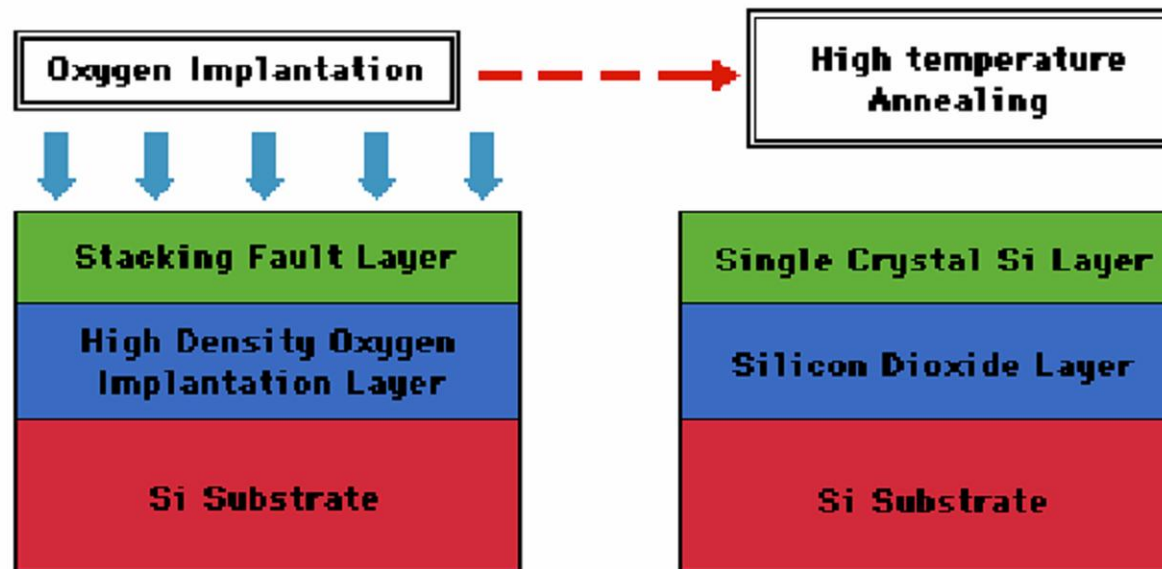 Oxygen Implantation
High temperature
Annealing
Stacking Fault Layer
High Density Oxygen
Implantation Layer
Si Substrate
Single Crystal Si Layer
Silicon Dioxide Layer
Si Substrate